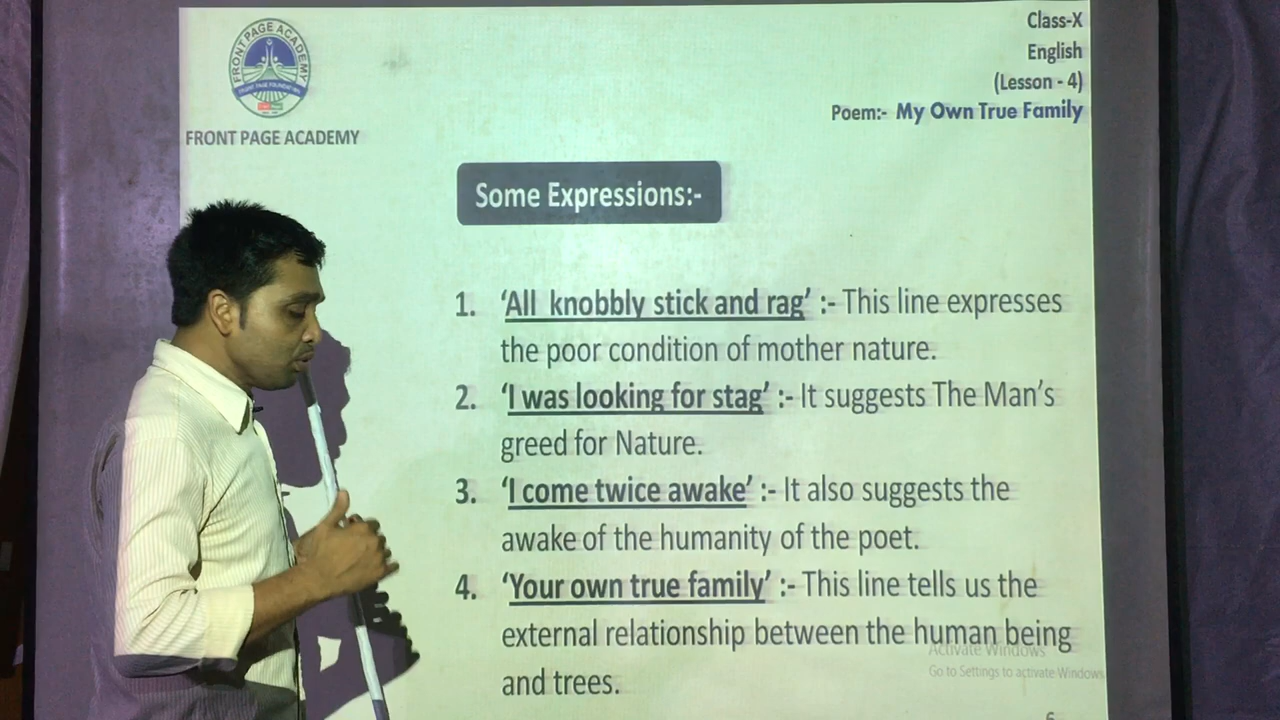 Class-X
English
(Lesson - 4)
Poem:- My Own True Family
FRONT PAGE ACADEMY
FRONT PAGE ACADEMY
Some Expressions:-
1. ‘All knobbly stick and rag’ :- This line expresses
the poor condition of mother nature.
2. ‘I was looking for stag’ :- It suggests The Man’s
greed for Nature.
3. ‘I come twice awake’ :- It also suggests the
awake of the humanity of the poet.
4. ‘Your own true family’ :- This line tells us the
external relationship between the human being
and trees.
Activate Windows
Go to Settings to activate Windows
6